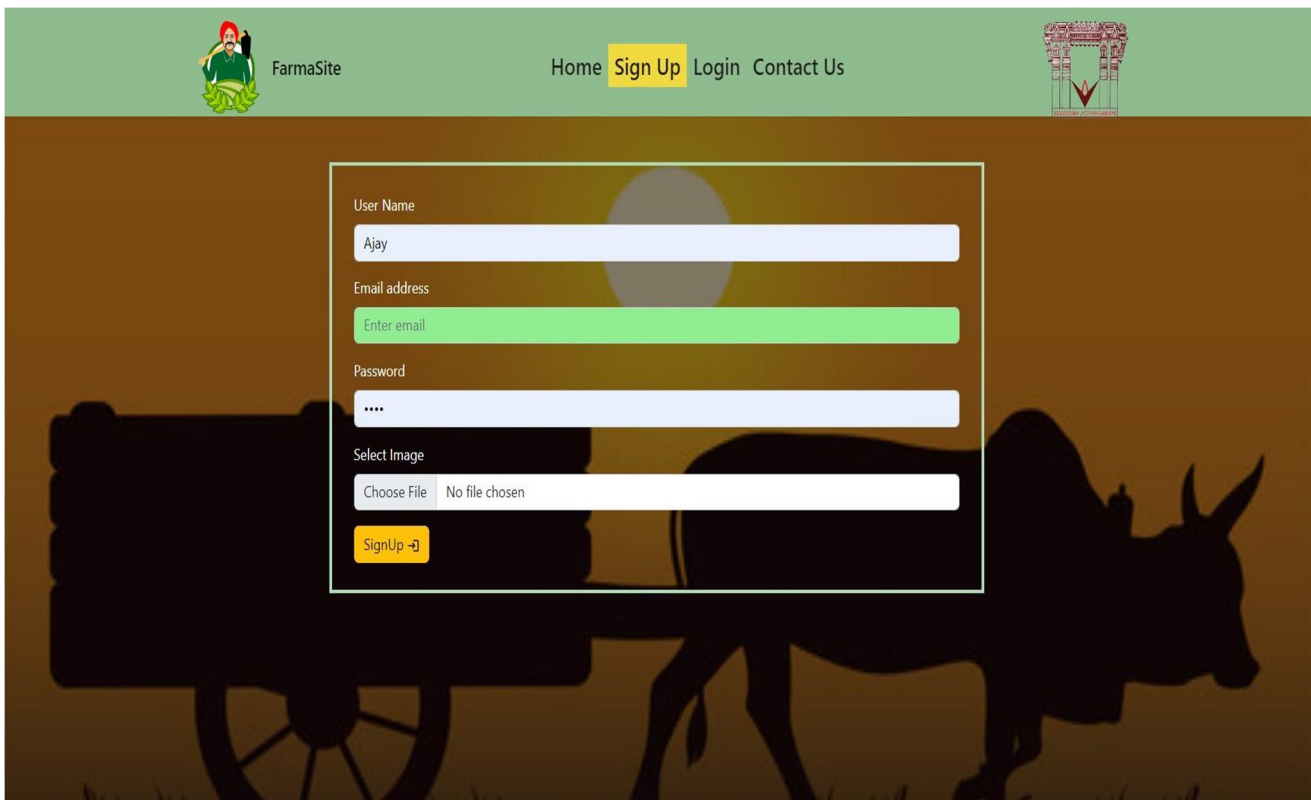 FarmaSite
Home Sign Up Login Contact Us
User Name
Ajay
Email address
Enter email
Password
••••
Select Image
Choose File No file chosen
SignUp